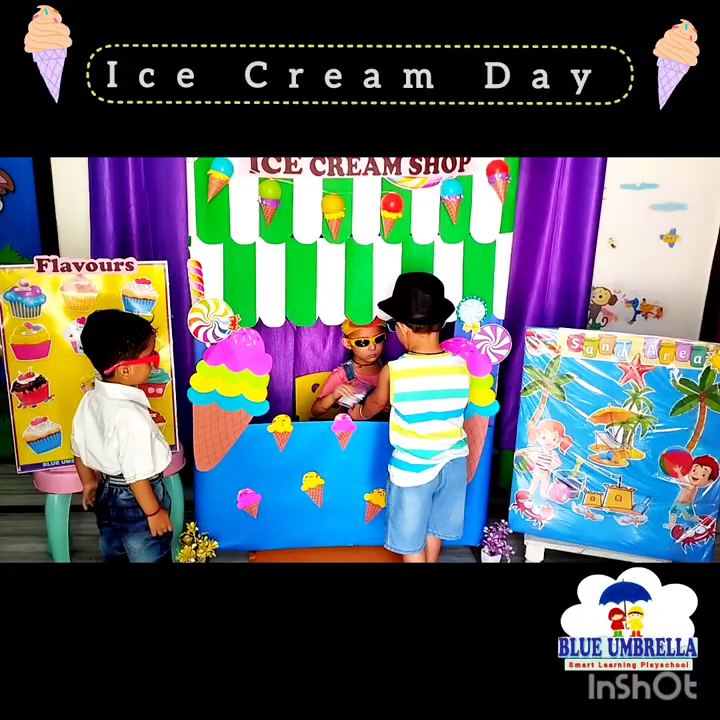 Ice Cream Day
ICE CREAM SHOP
Flavours
Sand Area
BLUE UMBRELLA
Smart Learning Playschool
InShOt